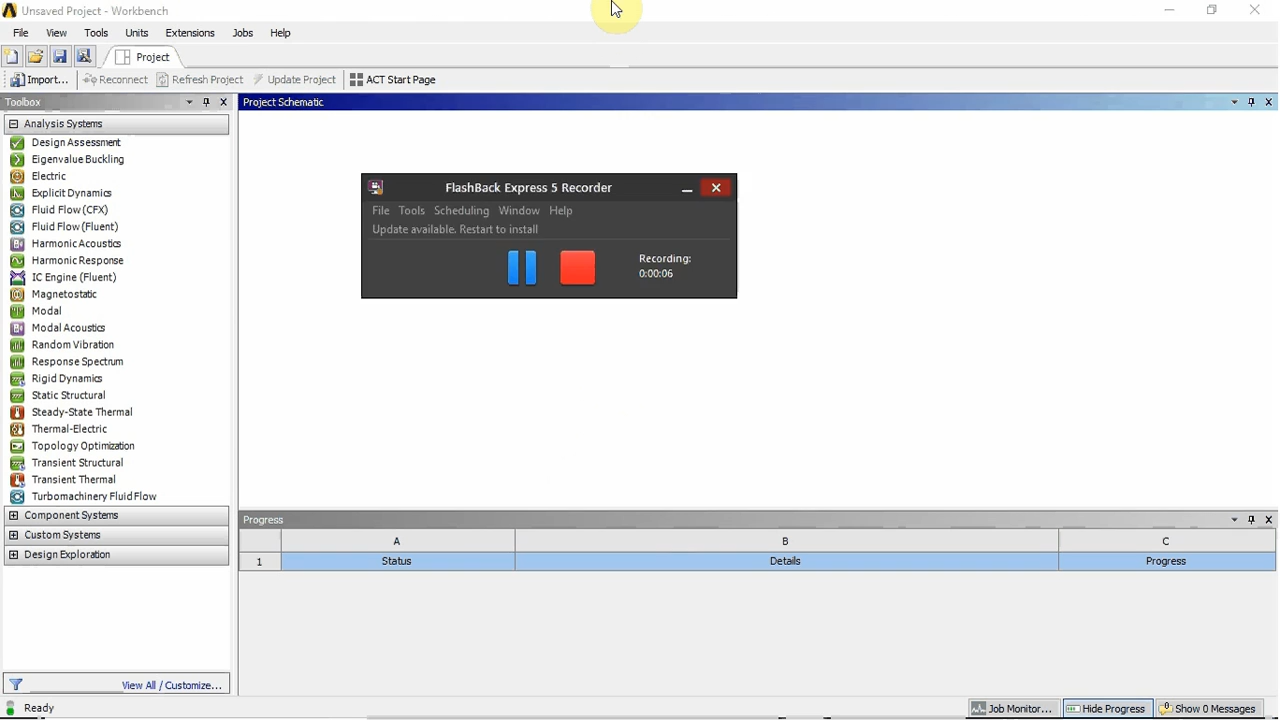 Unsaved Project - Workbench
File View Tools Units Extensions Jobs Help
Project
Import... Reconnect Refresh Project Update Project ACT Start Page
Toolbox
Analysis Systems
Design Assessment
Eigenvalue Buckling
Electric
Explicit Dynamics
Fluid Flow (CFX)
Fluid Flow (Fluent)
Harmonic Acoustics
Harmonic Response
IC Engine (Fluent)
Magnetostatic
Modal
Modal Acoustics
Random Vibration
Response Spectrum
Rigid Dynamics
Static Structural
Steady-State Thermal
Thermal-Electric
Topology Optimization
Transient Structural
Transient Thermal
Turbomachinery Fluid Flow
Component Systems
Custom Systems
Design Exploration
View All / Customize...
Project Schematic
FlashBack Express 5 Recorder
File Tools Scheduling Window Help
Update available. Restart to install
Recording:
0:00:06
Progress
A B C
1 Status Details Progress
Ready
Job Monitor... Hide Progress Show 0 Messages